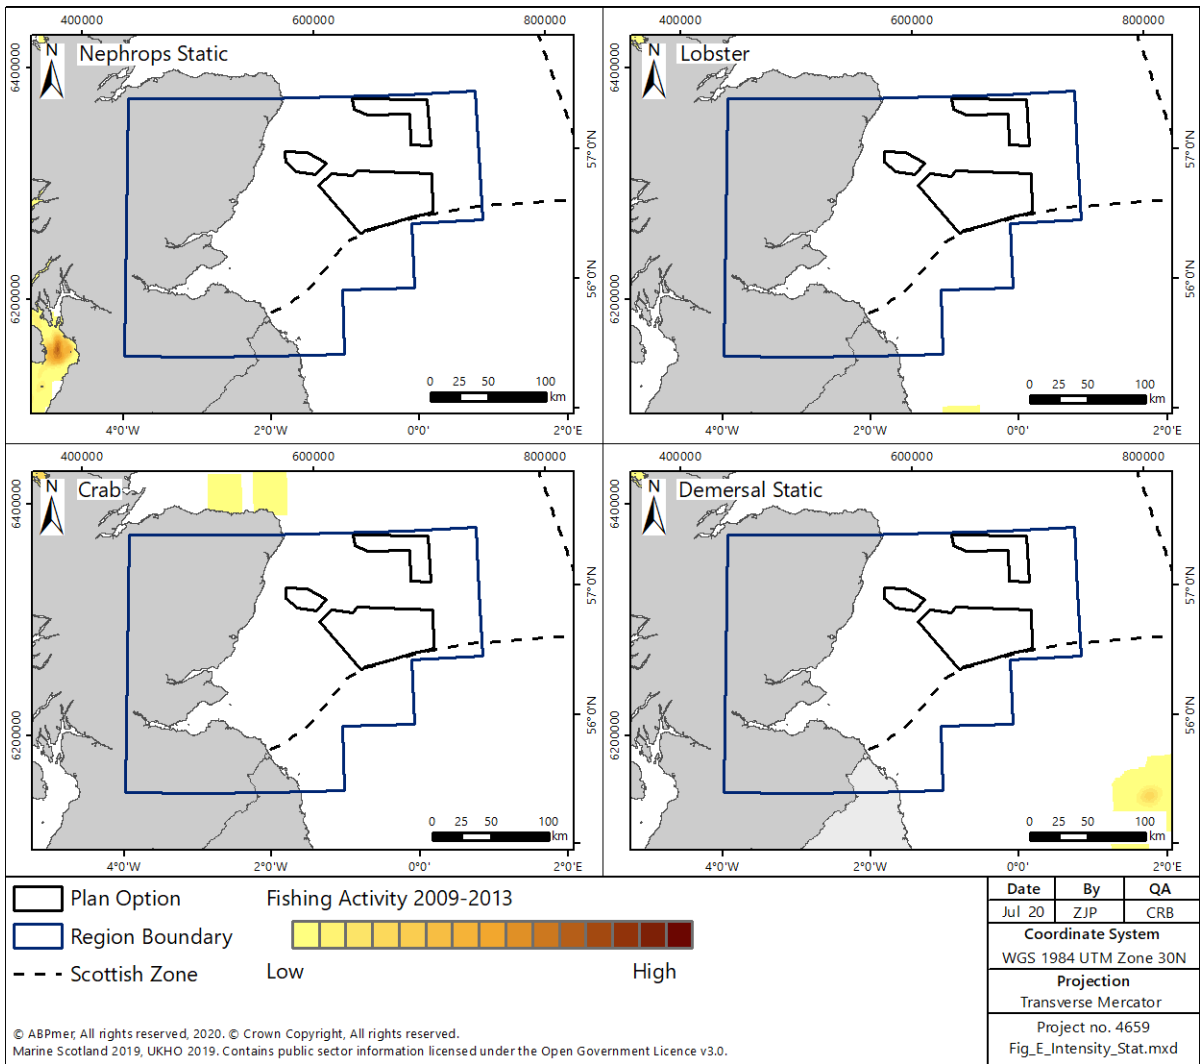 400000
600000
800000
400000
600000
800000
N
Nephrops Static
N
Lobster
6400000
57°0'N
6400000
57°0'N
6200000
56°0'N
6200000
56°0'N
0 25 50 100
km
0 25 50 100
km
4°0'W
2°0'W
0°0'
2°0'E
4°0'W
2°0'W
0°0'
2°0'E
400000
600000
800000
400000
600000
800000
N
Crab
N
Demersal Static
6400000
57°0'N
6400000
57°0'N
6200000
56°0'N
6200000
56°0'N
0 25 50 100
km
0 25 50 100
km
4°0'W
2°0'W
0°0'
2°0'E
4°0'W
2°0'W
0°0'
2°0'E
Plan Option
Region Boundary
Scottish Zone
Fishing Activity 2009-2013
Low
High
Date By QA
Jul 20 ZJP CRB
Coordinate System
WGS 1984 UTM Zone 30N
Projection
Transverse Mercator
Project no. 4659
Fig_E_Intensity_Stat.mxd
© ABPmer, All rights reserved, 2020. © Crown Copyright, All rights reserved.
Marine Scotland 2019, UKHO 2019. Contains public sector information licensed under the Open Government Licence v3.0.